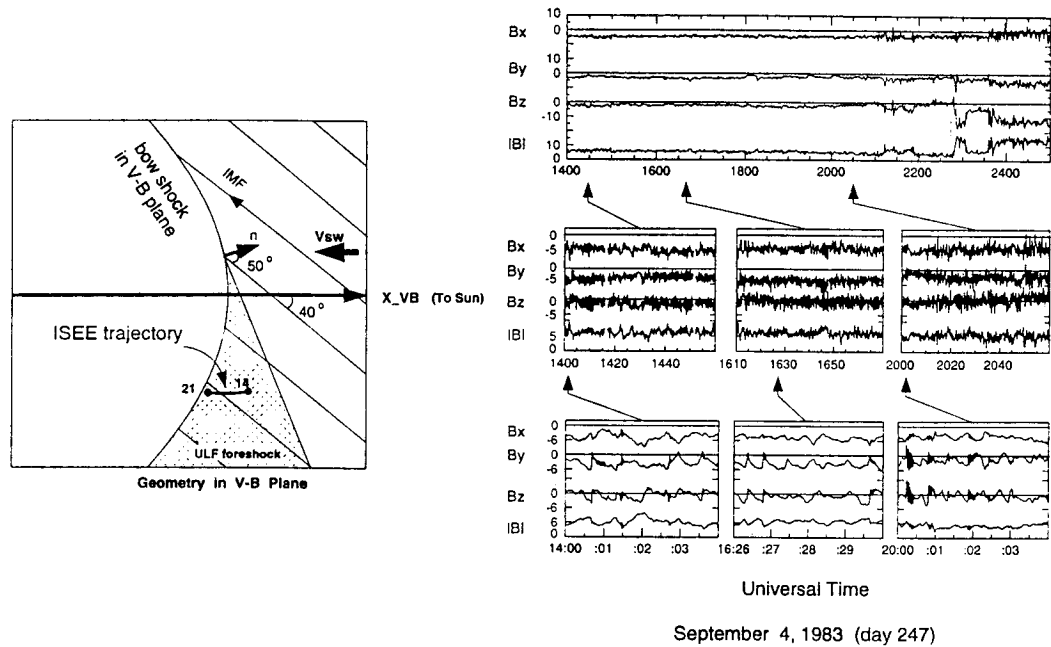 bow shock
in V-B plane
IMF
n
Vsw
50°
X_VB (To Sun)
40°
ISEE trajectory
21
14
ULF foreshock
Geometry in V-B Plane
10
Bx
0
10
By
0
Bz
0
-10
|B|
10
0
1400 1600 1800 2000 2200 2400
Bx
0
-5
0
By
-5
Bz
0
-5
|B|
5
0
1400 1420 1440
1610 1630 1650
2000 2020 2040
Bx
0
-6
By
0
-6
Bz
0
-6
|B|
6
0
14:00 :01 :02 :03
16:26 :27 :28 :29
20:00 :01 :02 :03
Universal Time
September 4, 1983 (day 247)